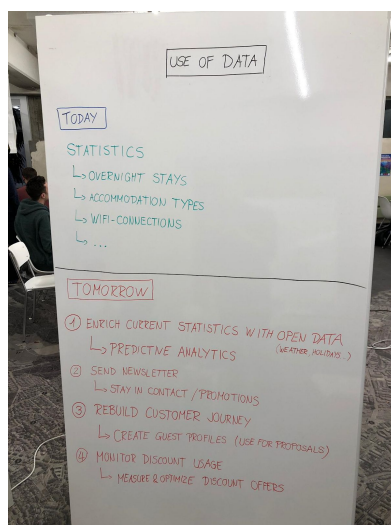 USE OF DATA
TODAY
STATISTICS
↳ OVERNIGHT STAYS
↳ ACCOMMODATION TYPES
↳ WIFI-CONNECTIONS
↳ ...
TOMORROW
① ENRICH CURRENT STATISTICS WITH OPEN DATA
(WEATHER, HOLIDAYS..)
↳ PREDICTIVE ANALYTICS
② SEND NEWSLETTER
↳ STAY IN CONTACT / PROMOTIONS
③ REBUILD CUSTOMER JOURNEY
↳ CREATE GUEST PROFILES (USE FOR PROPOSALS)
④ MONITOR DISCOUNT USAGE
↳ MEASURE & OPTIMIZE DISCOUNT OFFERS